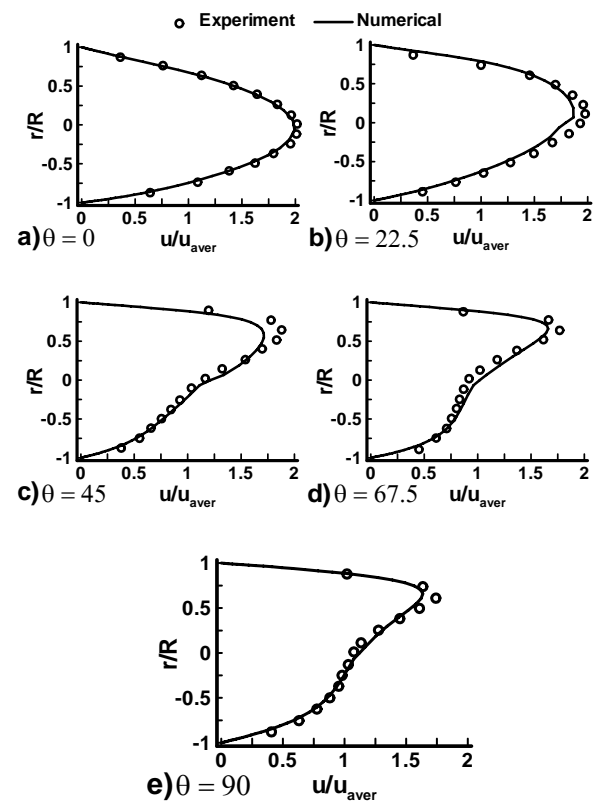 Experiment Numerical
1
0.5
0
-0.5
-1
r/R
0 0.5 1 1.5 2
u/u_aver
a) θ = 0
1
0.5
0
-0.5
-1
r/R
0 0.5 1 1.5 2
u/u_aver
b) θ = 22.5
1
0.5
0
-0.5
-1
r/R
0 0.5 1 1.5 2
u/u_aver
c) θ = 45
1
0.5
0
-0.5
-1
r/R
0 0.5 1 1.5 2
u/u_aver
d) θ = 67.5
1
0.5
0
-0.5
-1
r/R
0 0.5 1 1.5 2
u/u_aver
e) θ = 90